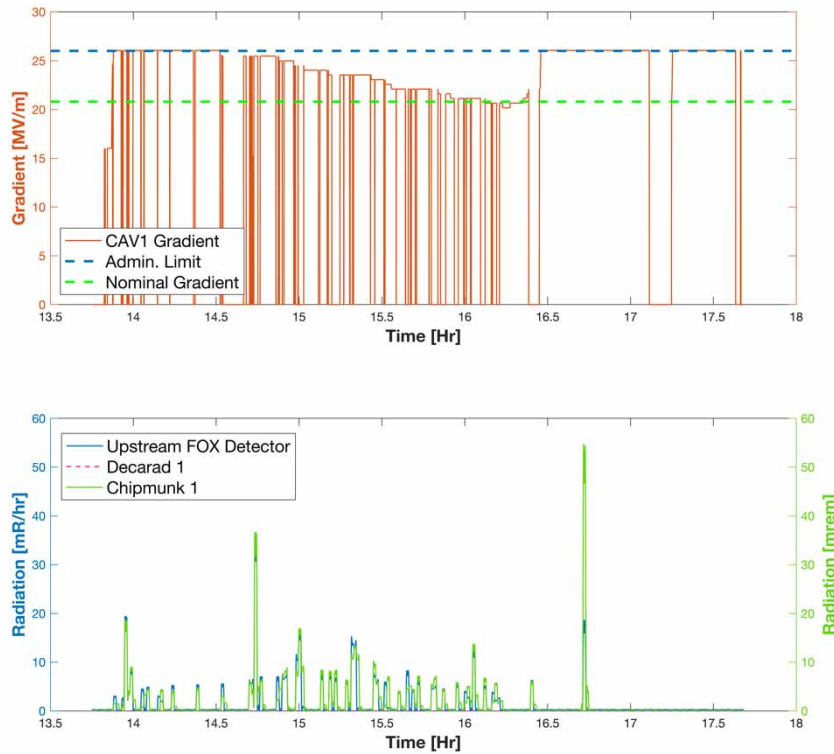 30
25
20
15
10
5
0
Gradient [MV/m]
CAV1 Gradient
Admin. Limit
Nominal Gradient
13.5 14 14.5 15 15.5 16 16.5 17 17.5 18
Time [Hr]
60 60
50 50
40 40
30 30
20 20
10 10
0 0
Radiation [mR/hr]
Radiation [mrem]
Upstream FOX Detector
Decarad 1
Chipmunk 1
13.5 14 14.5 15 15.5 16 16.5 17 17.5 18
Time [Hr]